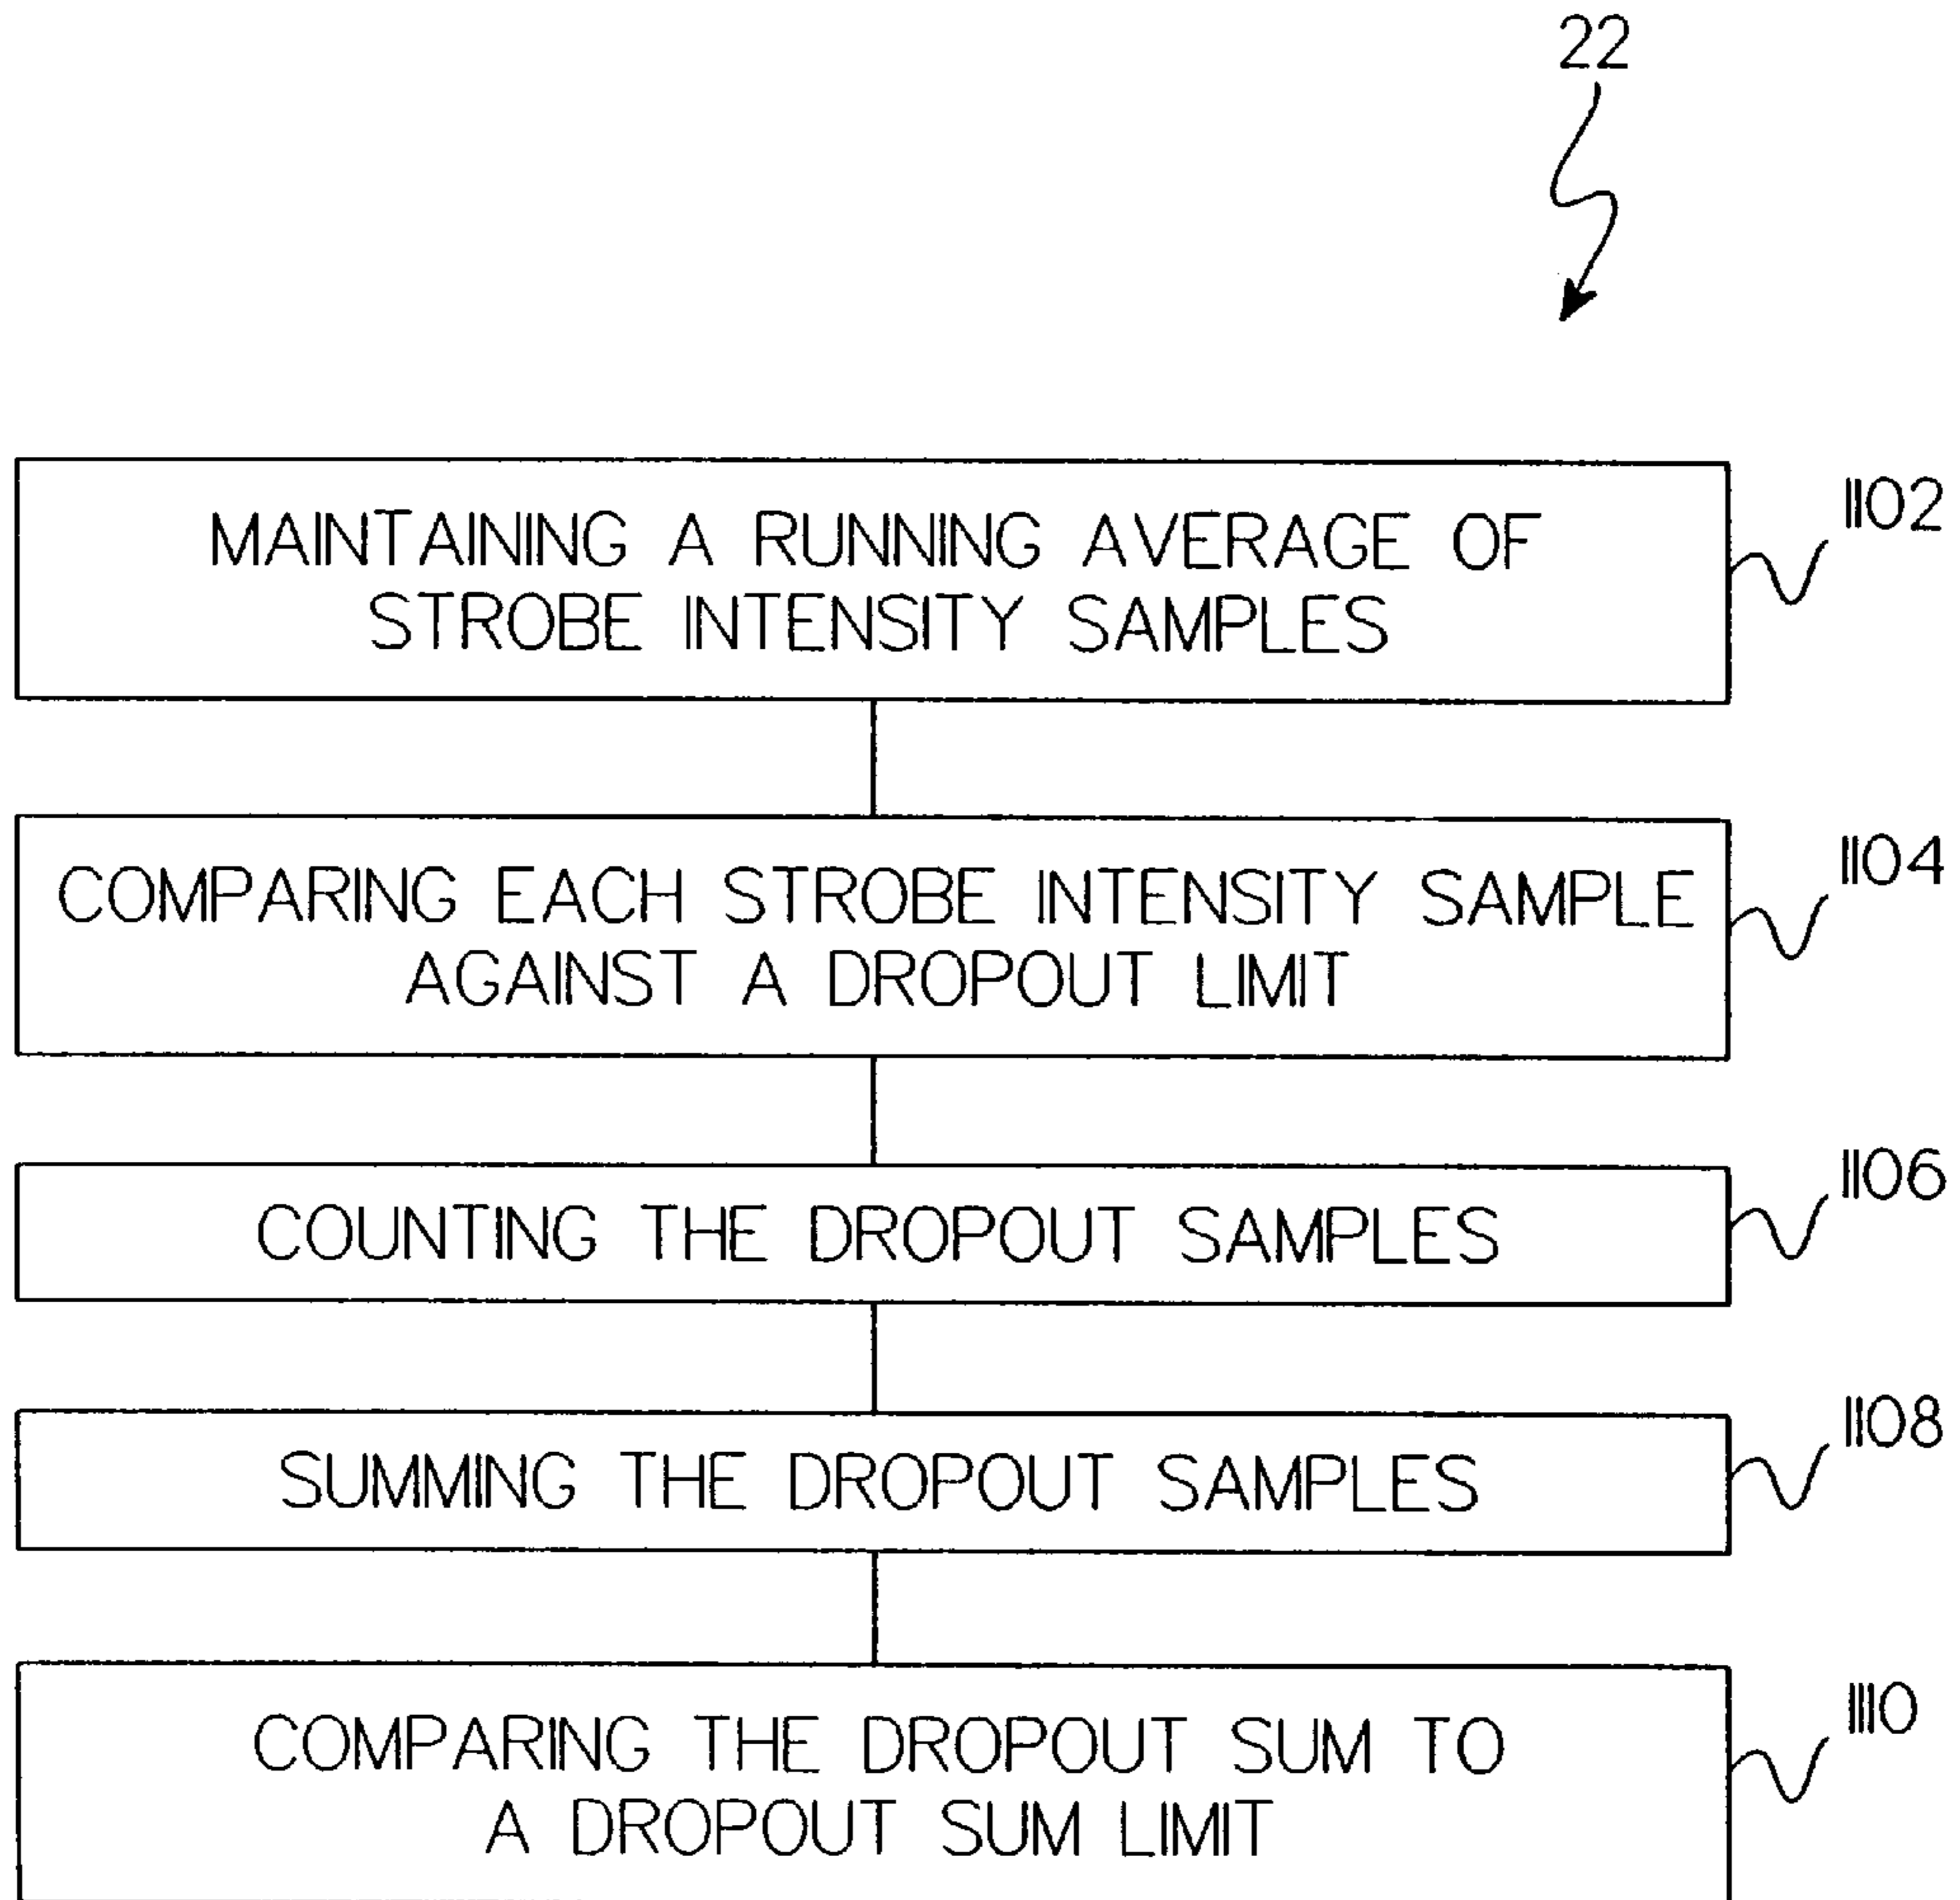 22
MAINTAINING A RUNNING AVERAGE OF
STROBE INTENSITY SAMPLES
1102
COMPARING EACH STROBE INTENSITY SAMPLE
AGAINST A DROPOUT LIMIT
1104
COUNTING THE DROPOUT SAMPLES
1106
SUMMING THE DROPOUT SAMPLES
1108
COMPARING THE DROPOUT SUM TO
A DROPOUT SUM LIMIT
1110